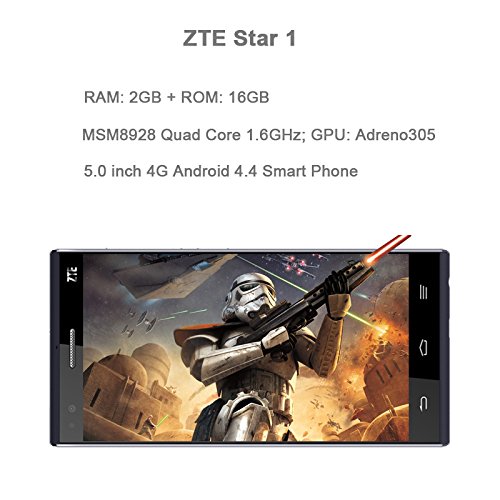 ZTE Star 1
RAM: 2GB + ROM: 16GB
MSM8928 Quad Core 1.6GHz; GPU: Adreno305
5.0 inch 4G Android 4.4 Smart Phone
ZTE